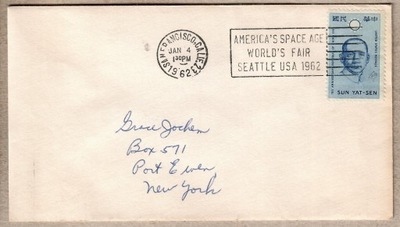 SAN FRANCISCO, CALIF.
JAN 4
1 30 PM
1962
AMERICA'S SPACE AGE
WORLD'S FAIR
SEATTLE USA 1962
SUN YAT-SEN
Grace Jochem
Box 571
Port Ewen,
New York